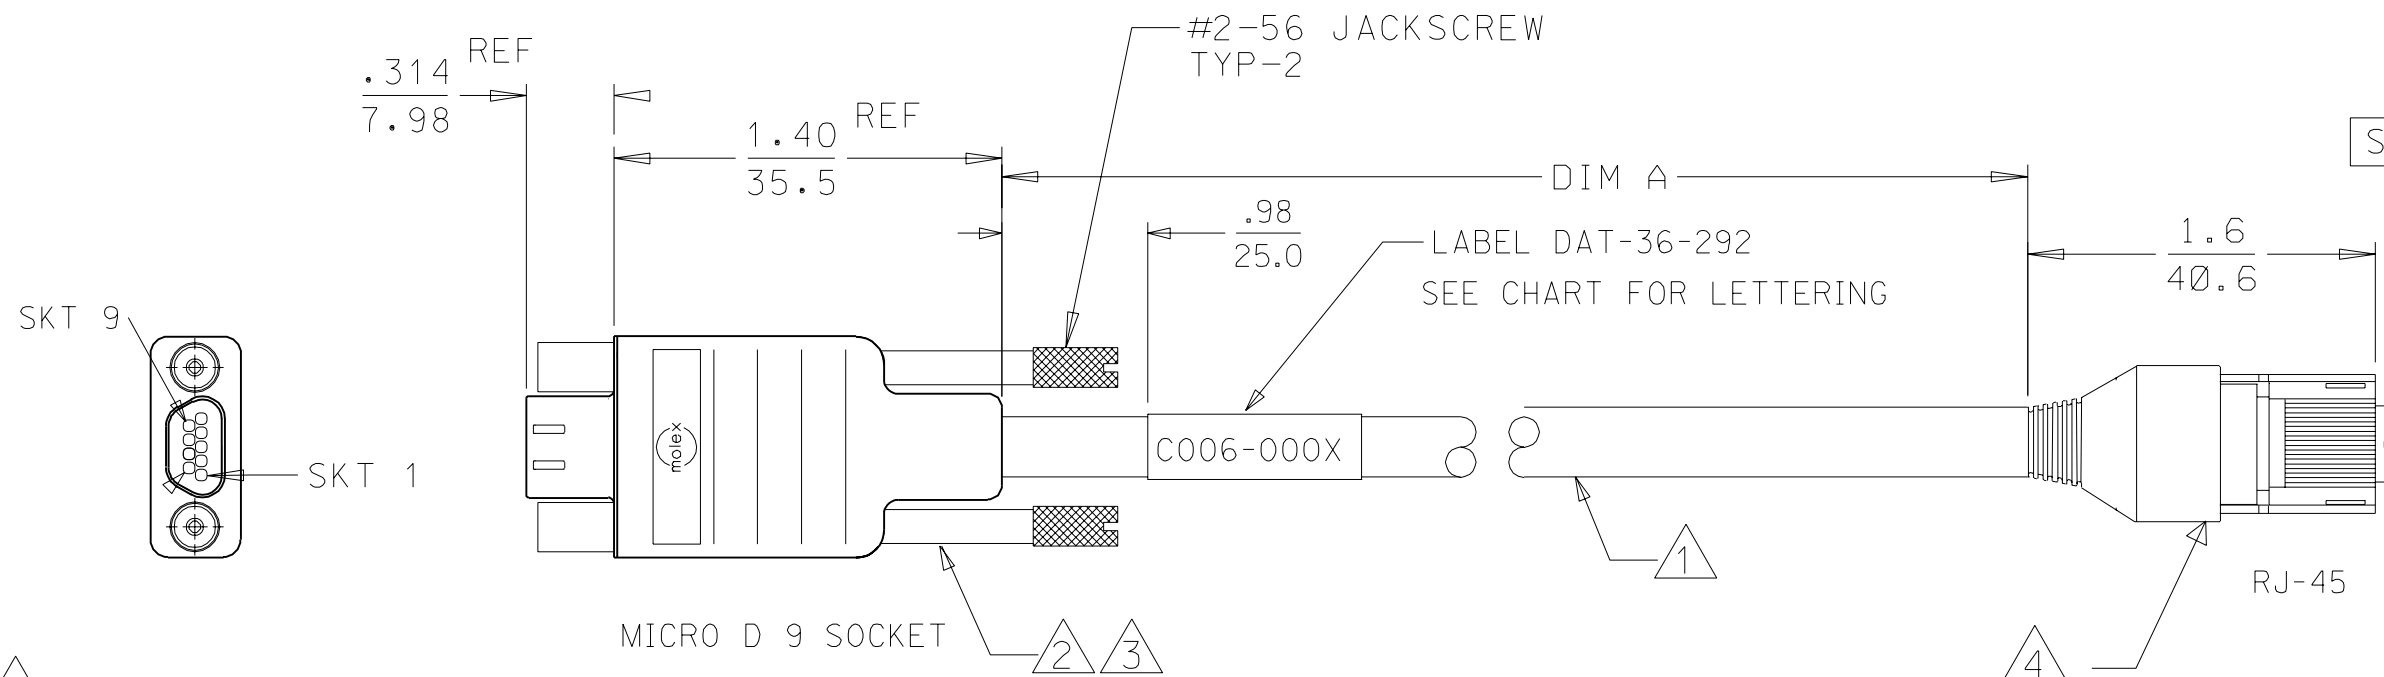 #2-56 JACKSCREW
TYP-2
.314 REF
7.98
1.40 REF
35.5
DIM A
S
.98
25.0
LABEL DAT-36-292
SEE CHART FOR LETTERING
1.6
40.6
SKT 9
SKT 1
molex
C006-000X
1
RJ-45
MICRO D 9 SOCKET
2
3
4